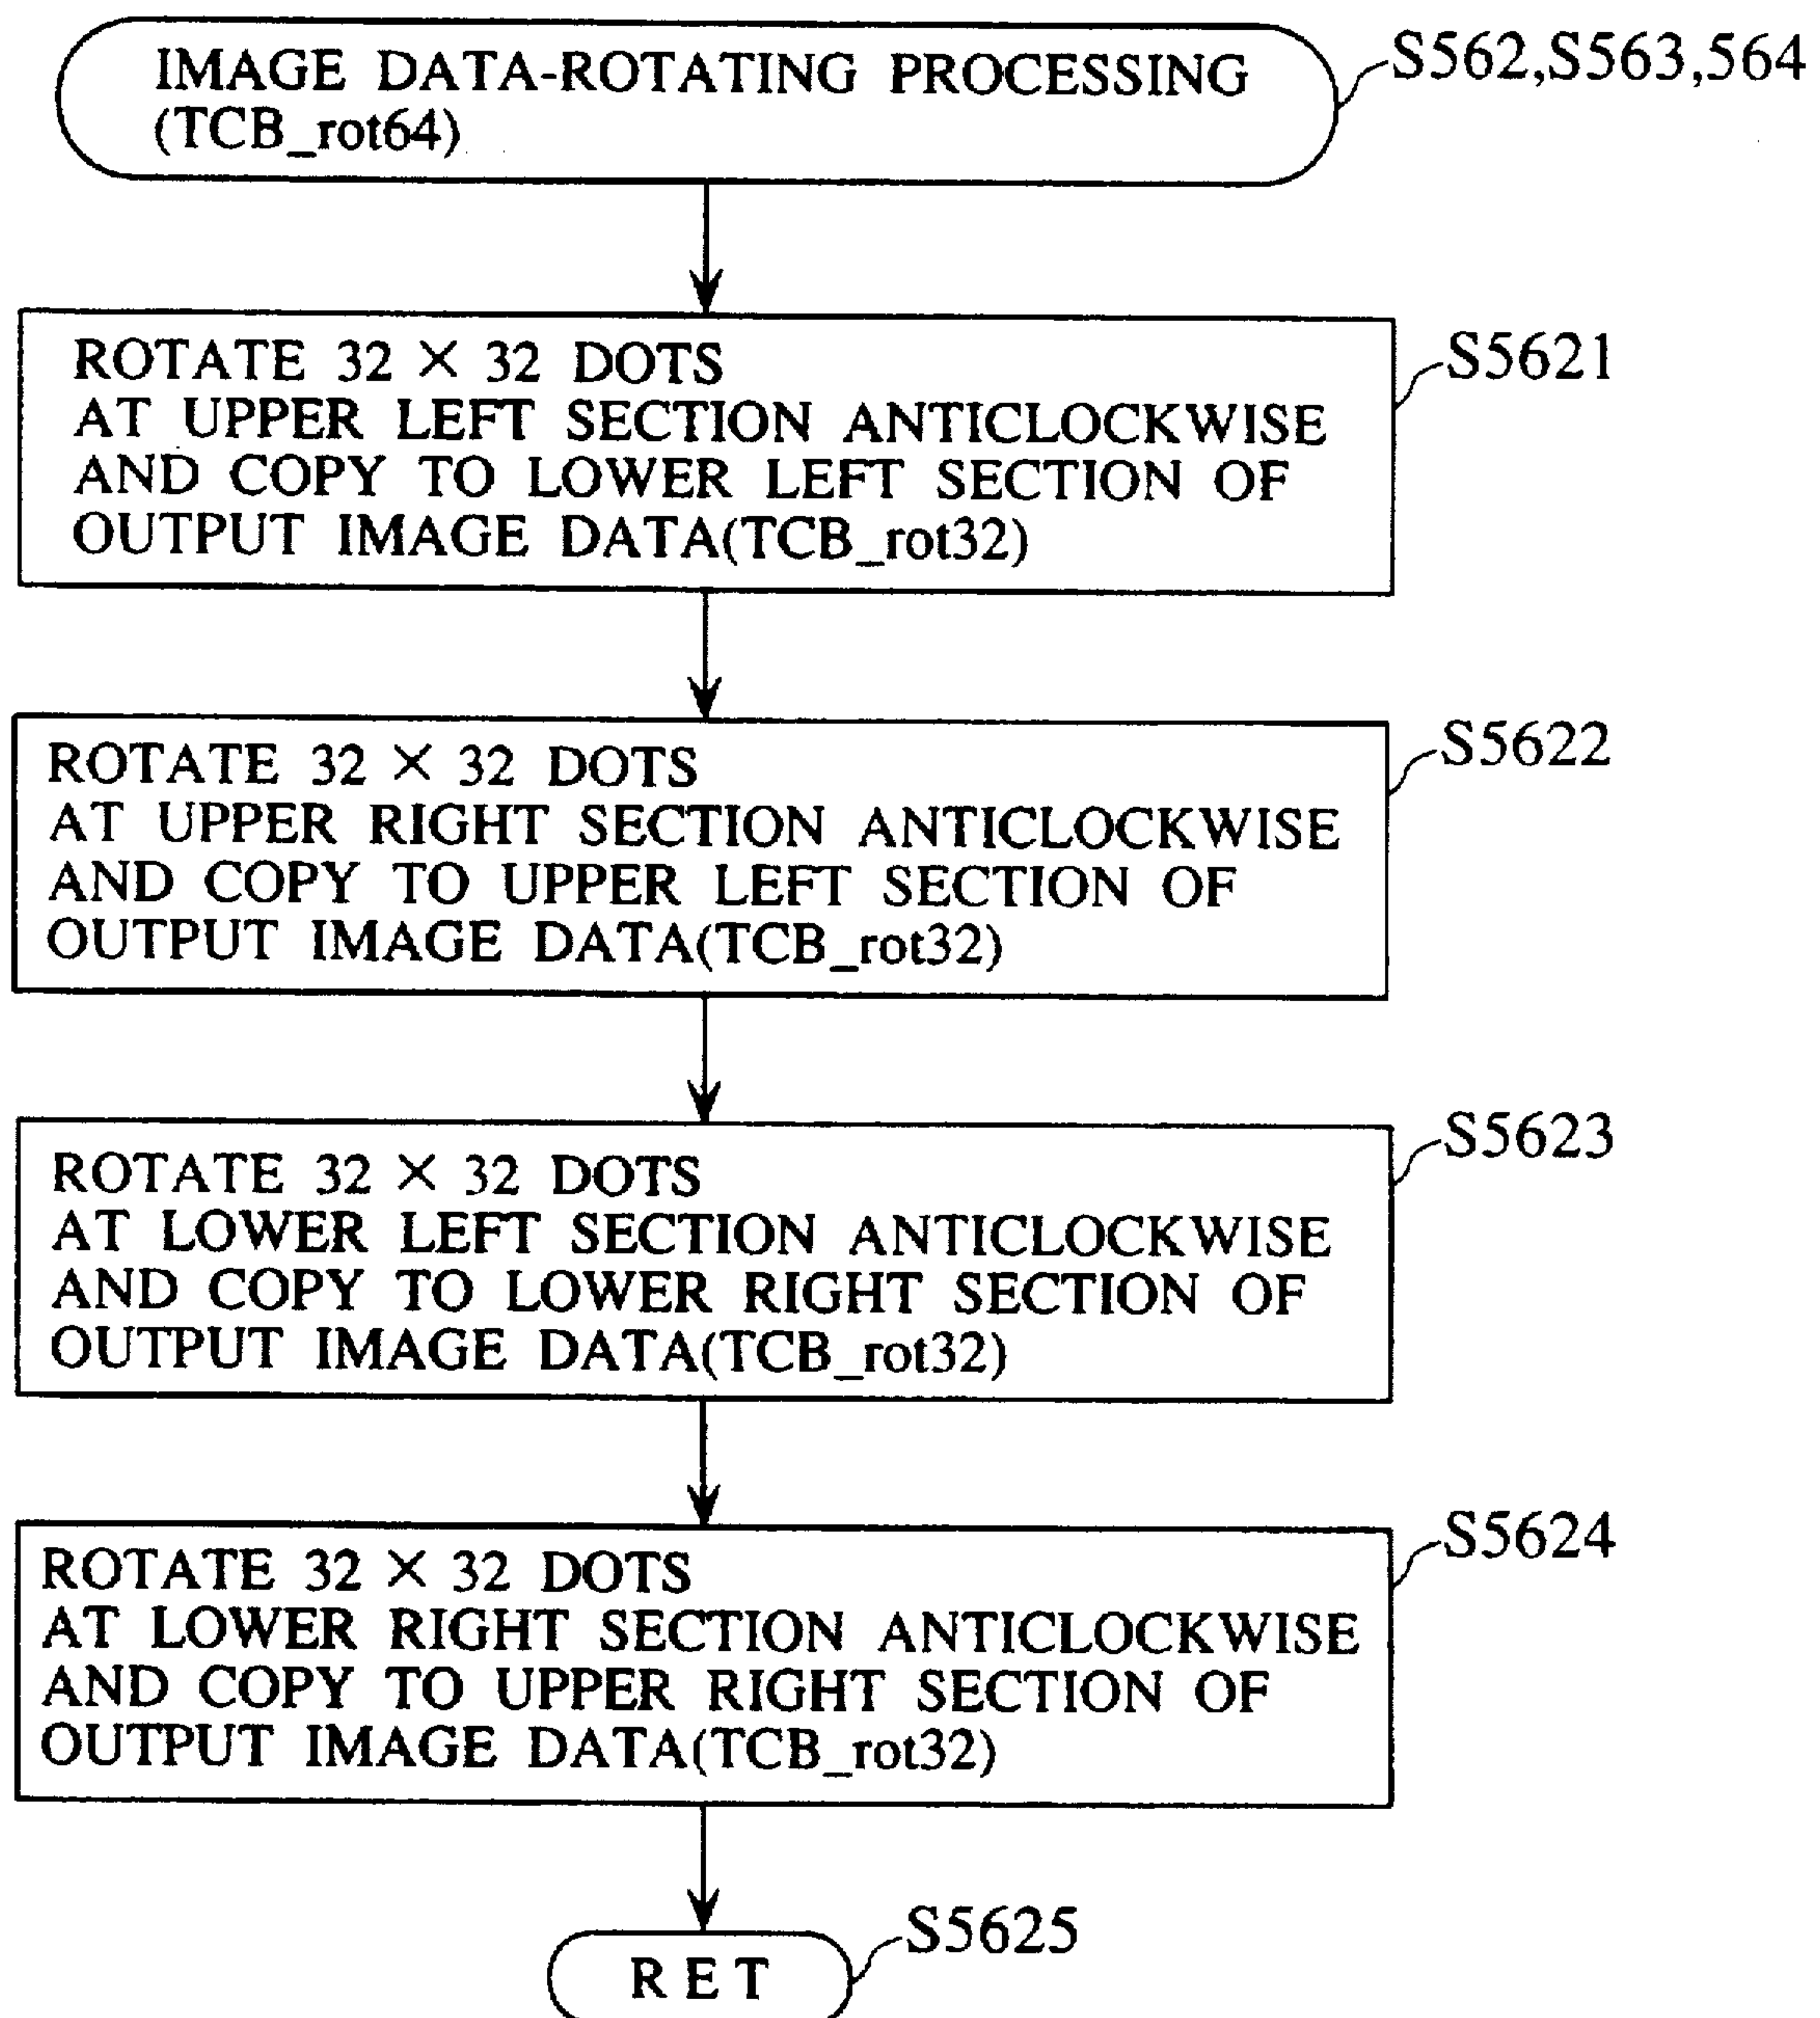 IMAGE DATA-ROTATING PROCESSING
(TCB_rot64)
S562,S563,564
ROTATE 32 × 32 DOTS
AT UPPER LEFT SECTION ANTICLOCKWISE
AND COPY TO LOWER LEFT SECTION OF
OUTPUT IMAGE DATA(TCB_rot32)
S5621
ROTATE 32 × 32 DOTS
AT UPPER RIGHT SECTION ANTICLOCKWISE
AND COPY TO UPPER LEFT SECTION OF
OUTPUT IMAGE DATA(TCB_rot32)
S5622
ROTATE 32 × 32 DOTS
AT LOWER LEFT SECTION ANTICLOCKWISE
AND COPY TO LOWER RIGHT SECTION OF
OUTPUT IMAGE DATA(TCB_rot32)
S5623
ROTATE 32 × 32 DOTS
AT LOWER RIGHT SECTION ANTICLOCKWISE
AND COPY TO UPPER RIGHT SECTION OF
OUTPUT IMAGE DATA(TCB_rot32)
S5624
RET
S5625